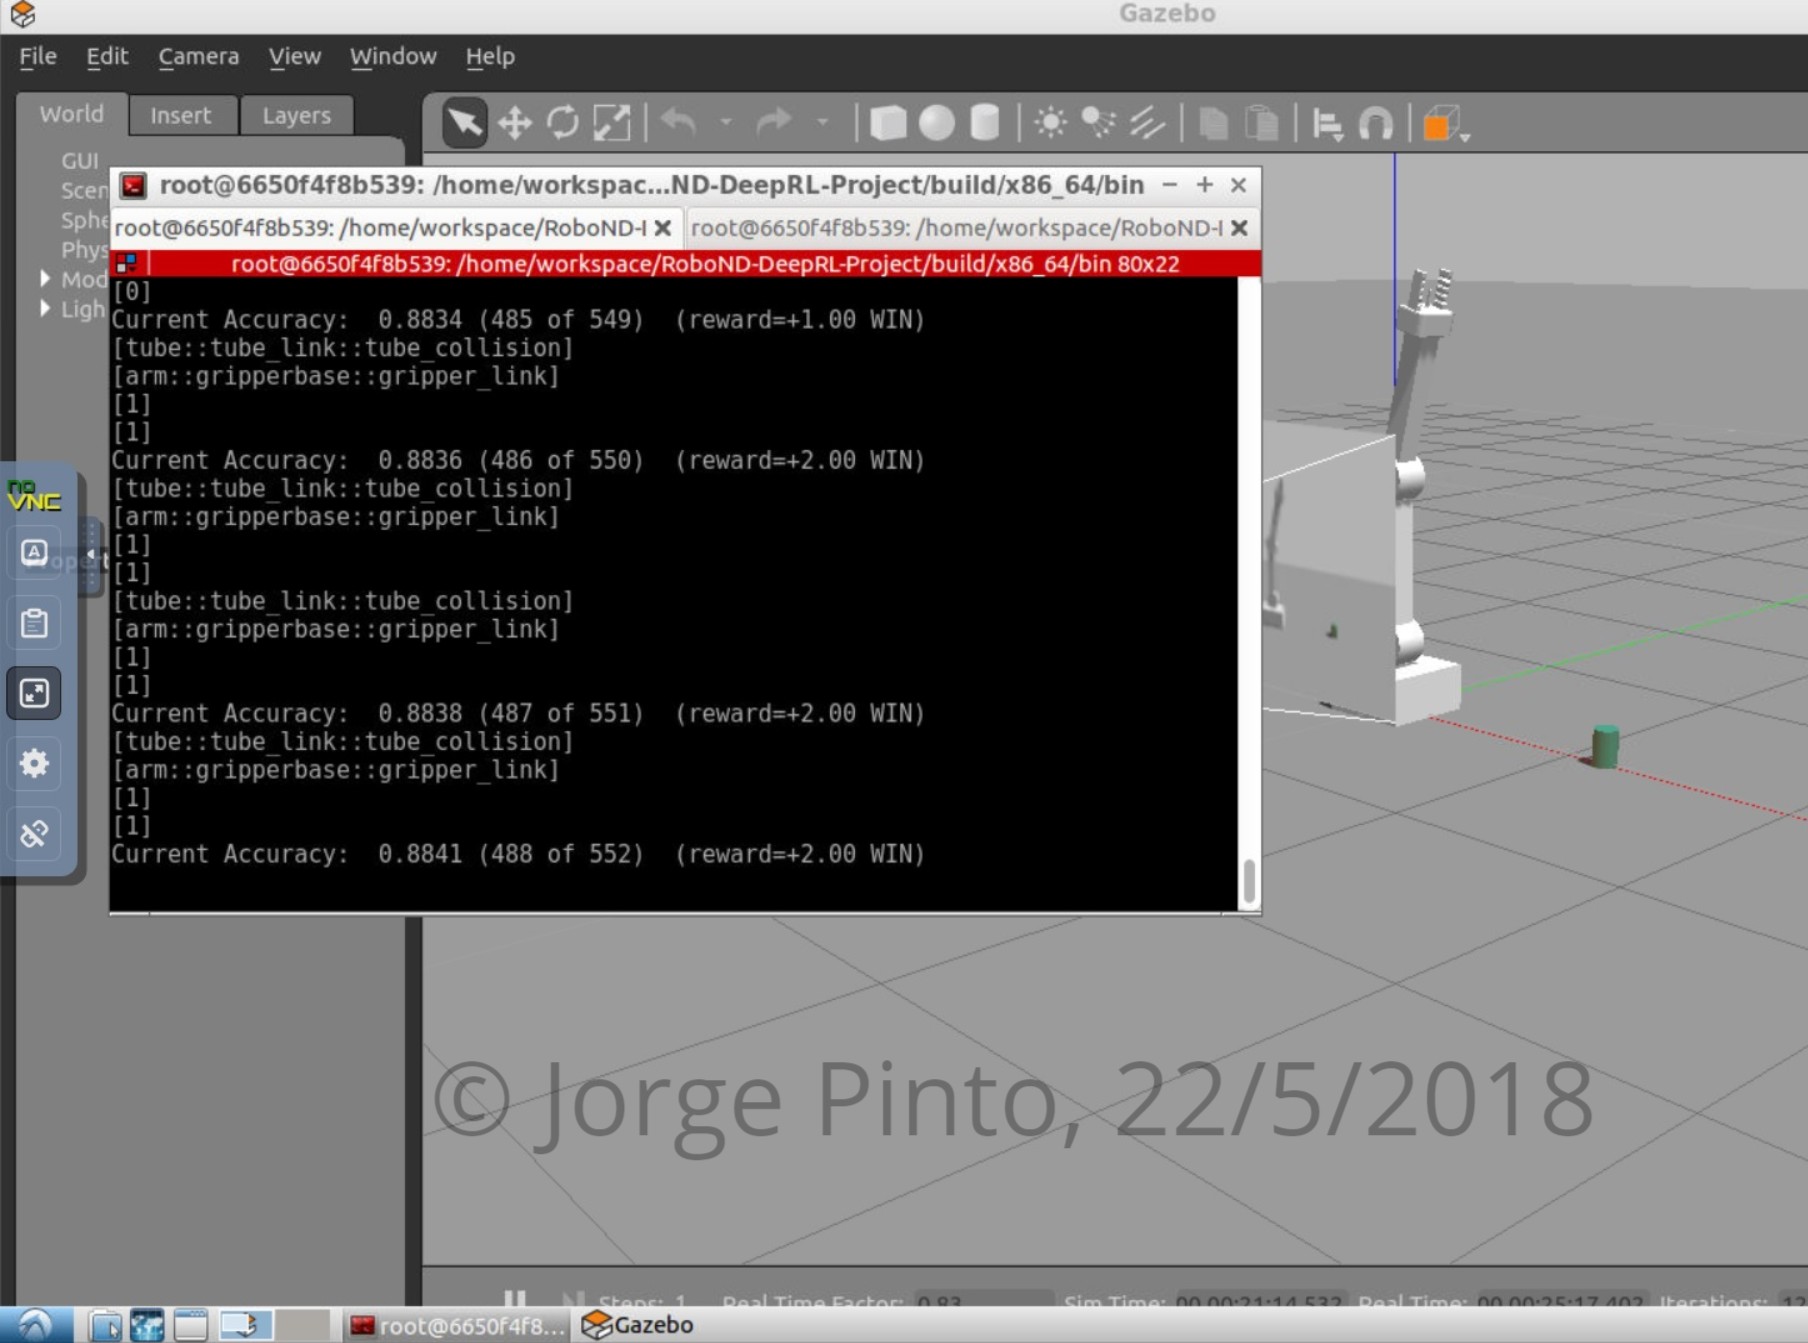 Gazebo
File Edit Camera View Window Help
World Insert Layers
GUI
Scen
Sphe
Phys
Mod
Ligh
root@6650f4f8b539: /home/workspac...ND-DeepRL-Project/build/x86_64/bin
root@6650f4f8b539: /home/workspace/RoboND-I root@6650f4f8b539: /home/workspace/RoboND-I
root@6650f4f8b539: /home/workspace/RoboND-DeepRL-Project/build/x86_64/bin 80x22
[0]
Current Accuracy:  0.8834 (485 of 549)  (reward=+1.00 WIN)
[tube::tube_link::tube_collision]
[arm::gripperbase::gripper_link]
[1]
[1]
Current Accuracy:  0.8836 (486 of 550)  (reward=+2.00 WIN)
[tube::tube_link::tube_collision]
[arm::gripperbase::gripper_link]
[1]
[1]
[tube::tube_link::tube_collision]
[arm::gripperbase::gripper_link]
[1]
[1]
Current Accuracy:  0.8838 (487 of 551)  (reward=+2.00 WIN)
[tube::tube_link::tube_collision]
[arm::gripperbase::gripper_link]
[1]
[1]
Current Accuracy:  0.8841 (488 of 552)  (reward=+2.00 WIN)
no
VNC
A
© Jorge Pinto, 22/5/2018
Steps: 1 Real Time Factor: 0.83 Sim Time: 00 00:21:14.532 Real Time: 00 00:25:17.402 Iterations:
root@6650f4f8... Gazebo